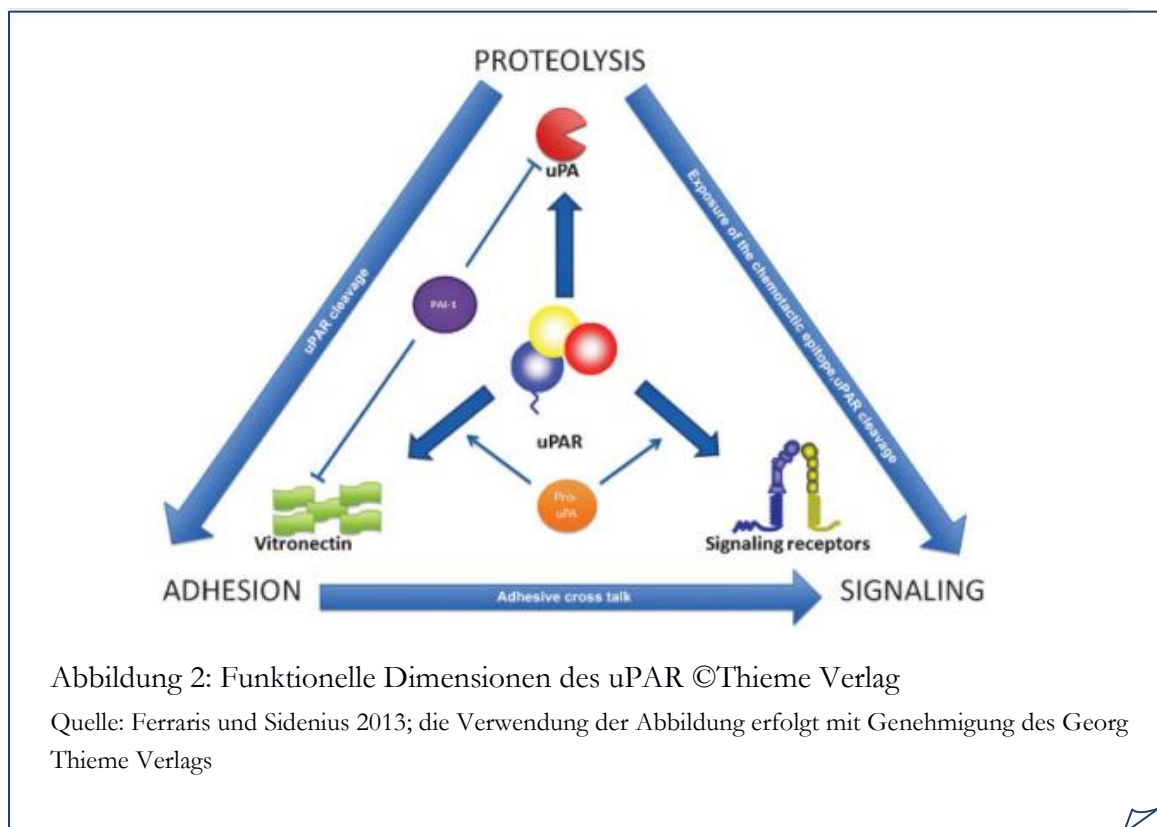 PROTEOLYSIS
uPA
uPAR cleavage
Exposure of the chemotactic epitope,uPAR cleavage
PAI-1
uPAR
Pro-
uPA
Vitronectin
Signaling receptors
ADHESION
Adhesive cross talk
SIGNALING
Abbildung 2: Funktionelle Dimensionen des uPAR ©Thieme Verlag
Quelle: Ferraris und Sidenius 2013; die Verwendung der Abbildung erfolgt mit Genehmigung des Georg
Thieme Verlags